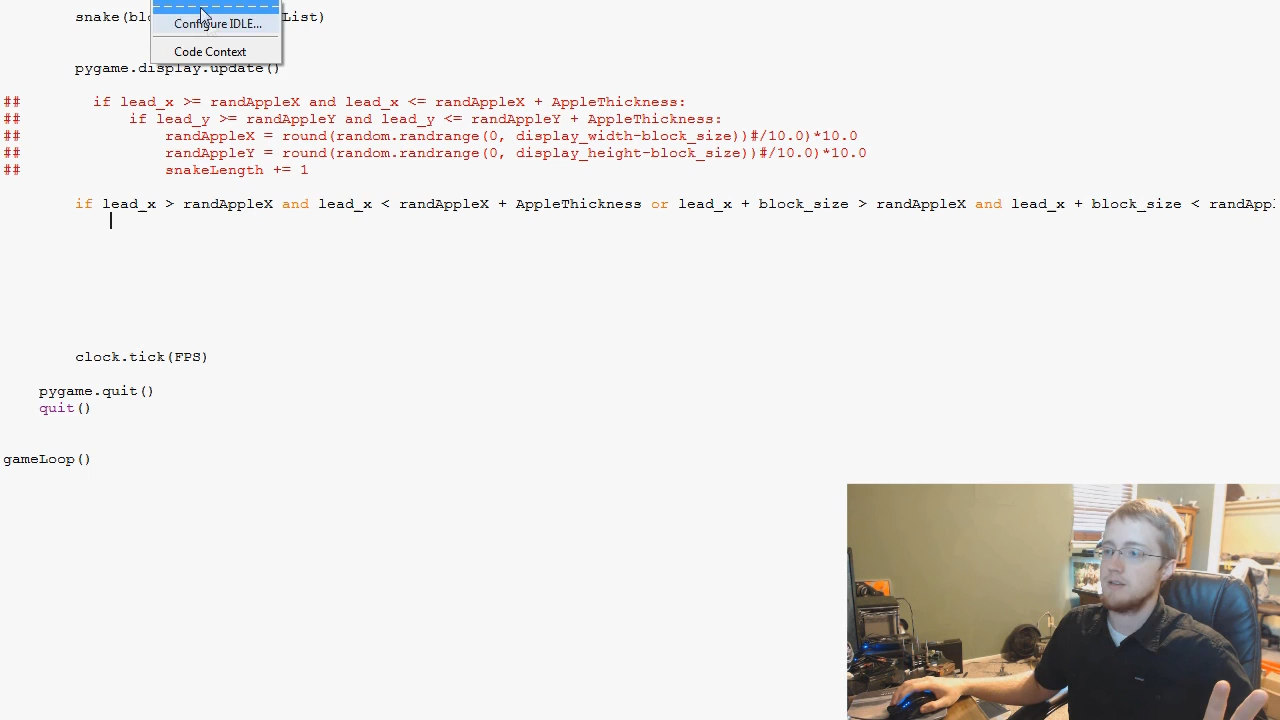 snake(blo List)
Configure IDLE...
Code Context
pygame.display.update()
## if lead_x >= randAppleX and lead_x <= randAppleX + AppleThickness:
## if lead_y >= randAppleY and lead_y <= randAppleY + AppleThickness:
## randAppleX = round(random.randrange(0, display_width-block_size))#/10.0)*10.0
## randAppleY = round(random.randrange(0, display_height-block_size))#/10.0)*10.0
## snakeLength += 1
if lead_x > randAppleX and lead_x < randAppleX + AppleThickness or lead_x + block_size > randAppleX and lead_x + block_size < randApp
clock.tick(FPS)
pygame.quit()
quit()
gameLoop()